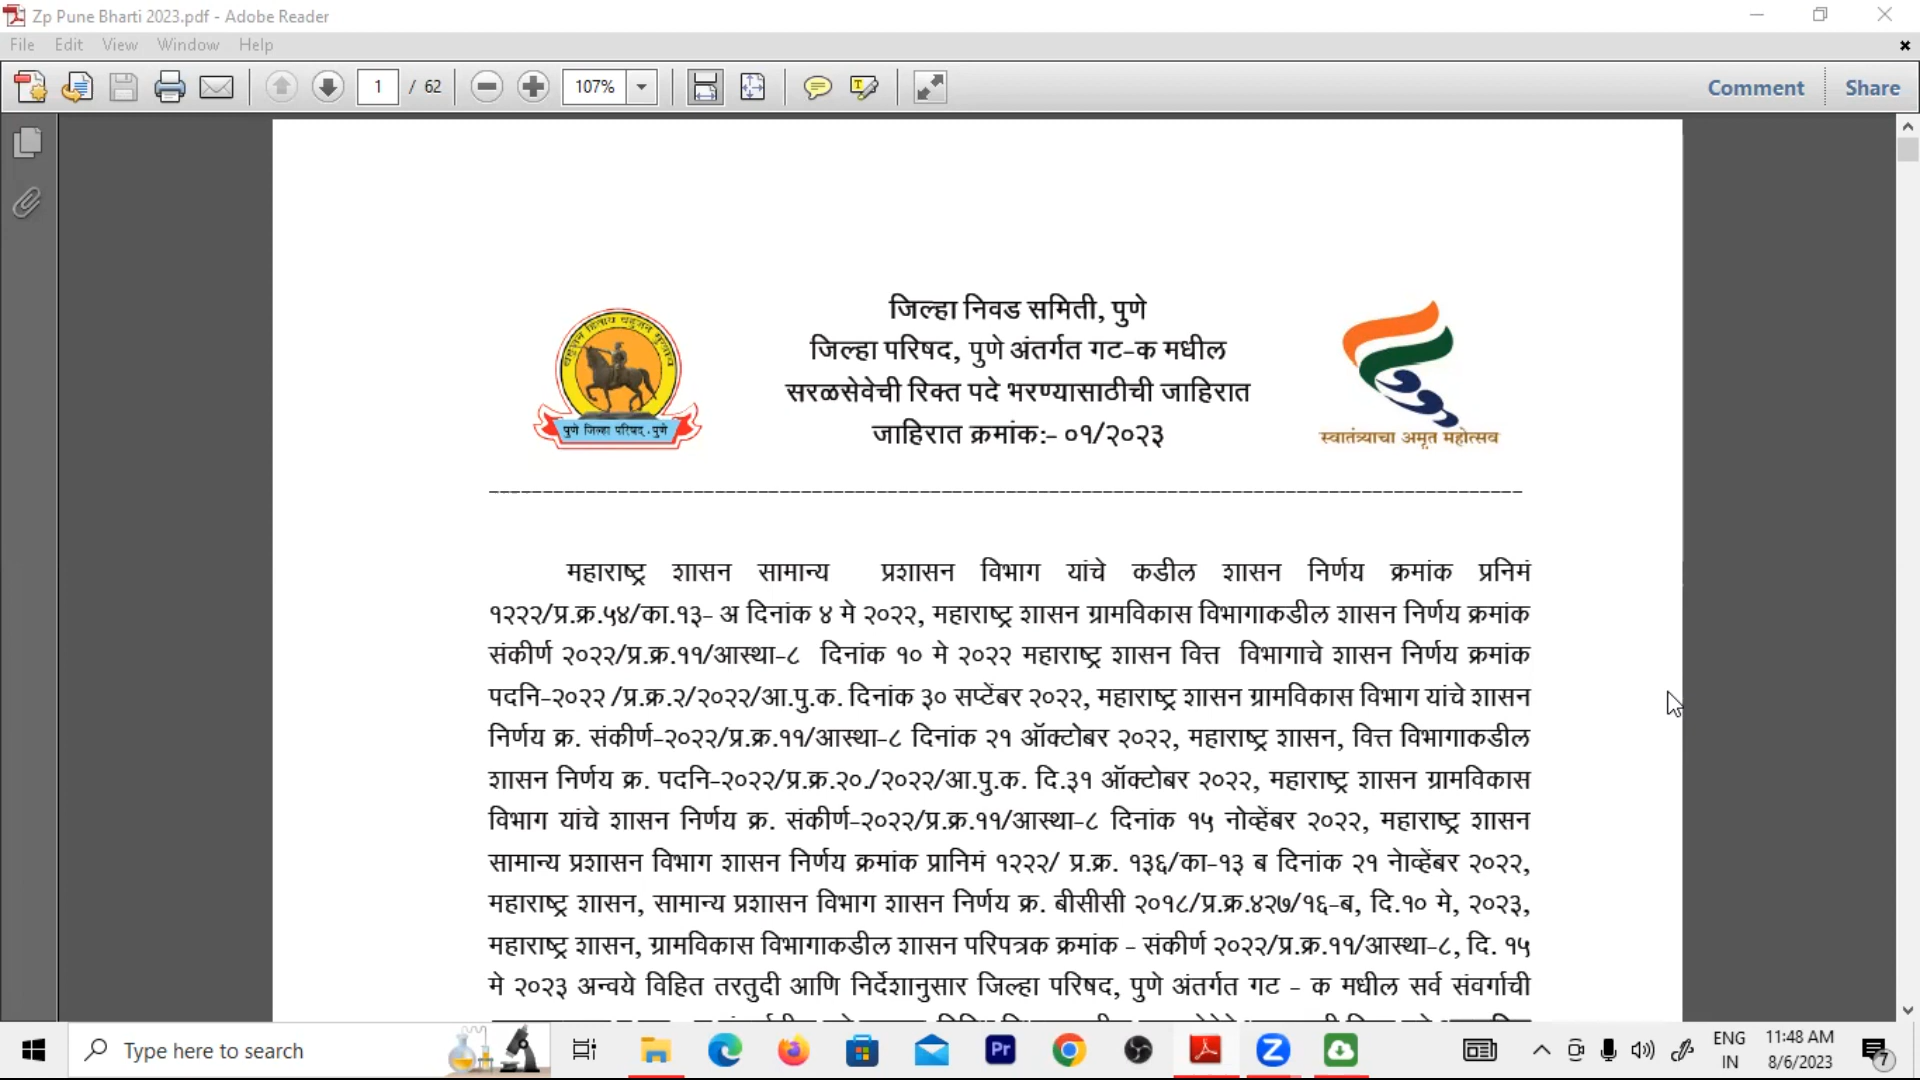 Zp Pune Bharti 2023.pdf - Adobe Reader
File Edit View Window Help
1 / 62 107% Comment Share
जिल्हा निवड समिती, पुणे
जिल्हा परिषद, पुणे अंतर्गत गट-क मधील
सरळसेवेची रिक्त पदे भरण्यासाठीची जाहिरात
जाहिरात क्रमांक:- ०१/२०२३
बहुजन हिताय बहुजन सुखाय
पुणे जिल्हा परिषद, पुणे
स्वातंत्र्याचा अमृत महोत्सव
महाराष्ट्र शासन सामान्य प्रशासन विभाग यांचे कडील शासन निर्णय क्रमांक प्रनिमं
१२२२/प्र.क्र.५४/का.१३- अ दिनांक ४ मे २०२२, महाराष्ट्र शासन ग्रामविकास विभागाकडील शासन निर्णय क्रमांक
संकीर्ण २०२२/प्र.क्र.११/आस्था-८ दिनांक १० मे २०२२ महाराष्ट्र शासन वित्त विभागाचे शासन निर्णय क्रमांक
पदनि-२०२२ /प्र.क्र.२/२०२२/आ.पु.क. दिनांक ३० सप्टेंबर २०२२, महाराष्ट्र शासन ग्रामविकास विभाग यांचे शासन
निर्णय क्र. संकीर्ण-२०२२/प्र.क्र.११/आस्था-८ दिनांक २१ ऑक्टोबर २०२२, महाराष्ट्र शासन, वित्त विभागाकडील
शासन निर्णय क्र. पदनि-२०२२/प्र.क्र.२०./२०२२/आ.पु.क. दि.३१ ऑक्टोबर २०२२, महाराष्ट्र शासन ग्रामविकास
विभाग यांचे शासन निर्णय क्र. संकीर्ण-२०२२/प्र.क्र.११/आस्था-८ दिनांक १५ नोव्हेंबर २०२२, महाराष्ट्र शासन
सामान्य प्रशासन विभाग शासन निर्णय क्रमांक प्रानिमं १२२२/ प्र.क्र. १३६/का-१३ ब दिनांक २१ नोव्हेंबर २०२२,
महाराष्ट्र शासन, सामान्य प्रशासन विभाग शासन निर्णय क्र. बीसीसी २०१८/प्र.क्र.४२७/१६-ब, दि.१० मे, २०२३,
महाराष्ट्र शासन, ग्रामविकास विभागाकडील शासन परिपत्रक क्रमांक - संकीर्ण २०२२/प्र.क्र.११/आस्था-८, दि. १५
मे २०२३ अन्वये विहित तरतुदी आणि निर्देशानुसार जिल्हा परिषद, पुणे अंतर्गत गट - क मधील सर्व संवर्गाची
Type here to search
Pr
ENG
IN
11:48 AM
8/6/2023
7